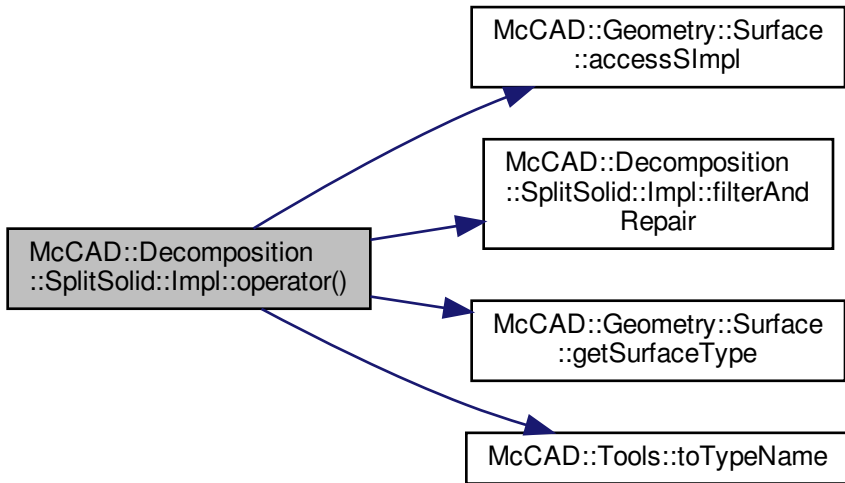 McCAD::Geometry::Surface
::accessSImpl
McCAD::Decomposition
::SplitSolid::Impl::filterAnd
Repair
McCAD::Decomposition
::SplitSolid::Impl::operator()
McCAD::Geometry::Surface
::getSurfaceType
McCAD::Tools::toTypeName